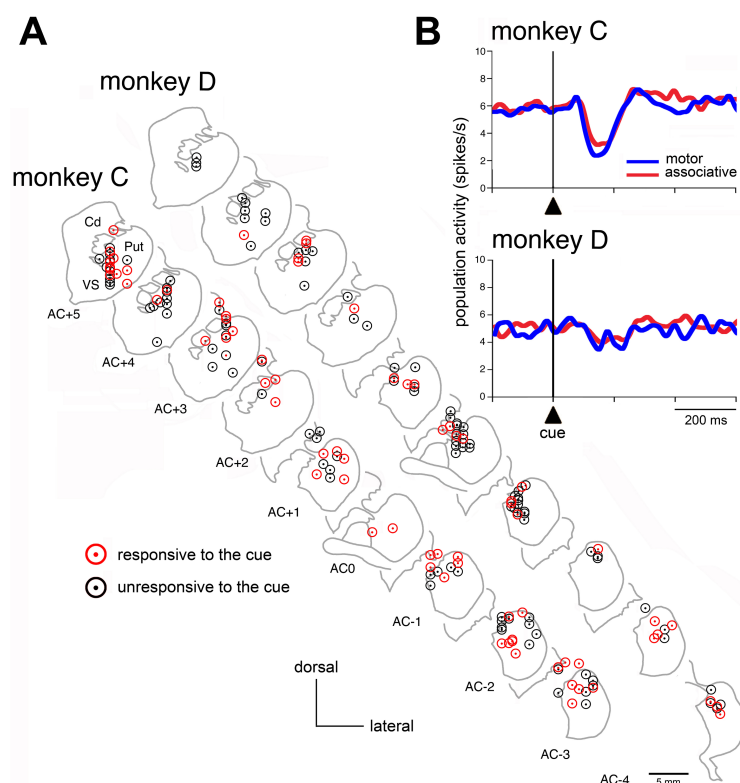 A
monkey D
monkey C
Cd
Put
VS
AC+5
AC+4
AC+3
AC+2
AC+1
AC0
AC-1
AC-2
AC-3
AC-4
responsive to the cue
unresponsive to the cue
dorsal
lateral
5 mm
B
monkey C
10
8
6
4
2
0
motor
associative
population activity (spikes/s)
monkey D
10
8
6
4
2
0
cue
200 ms